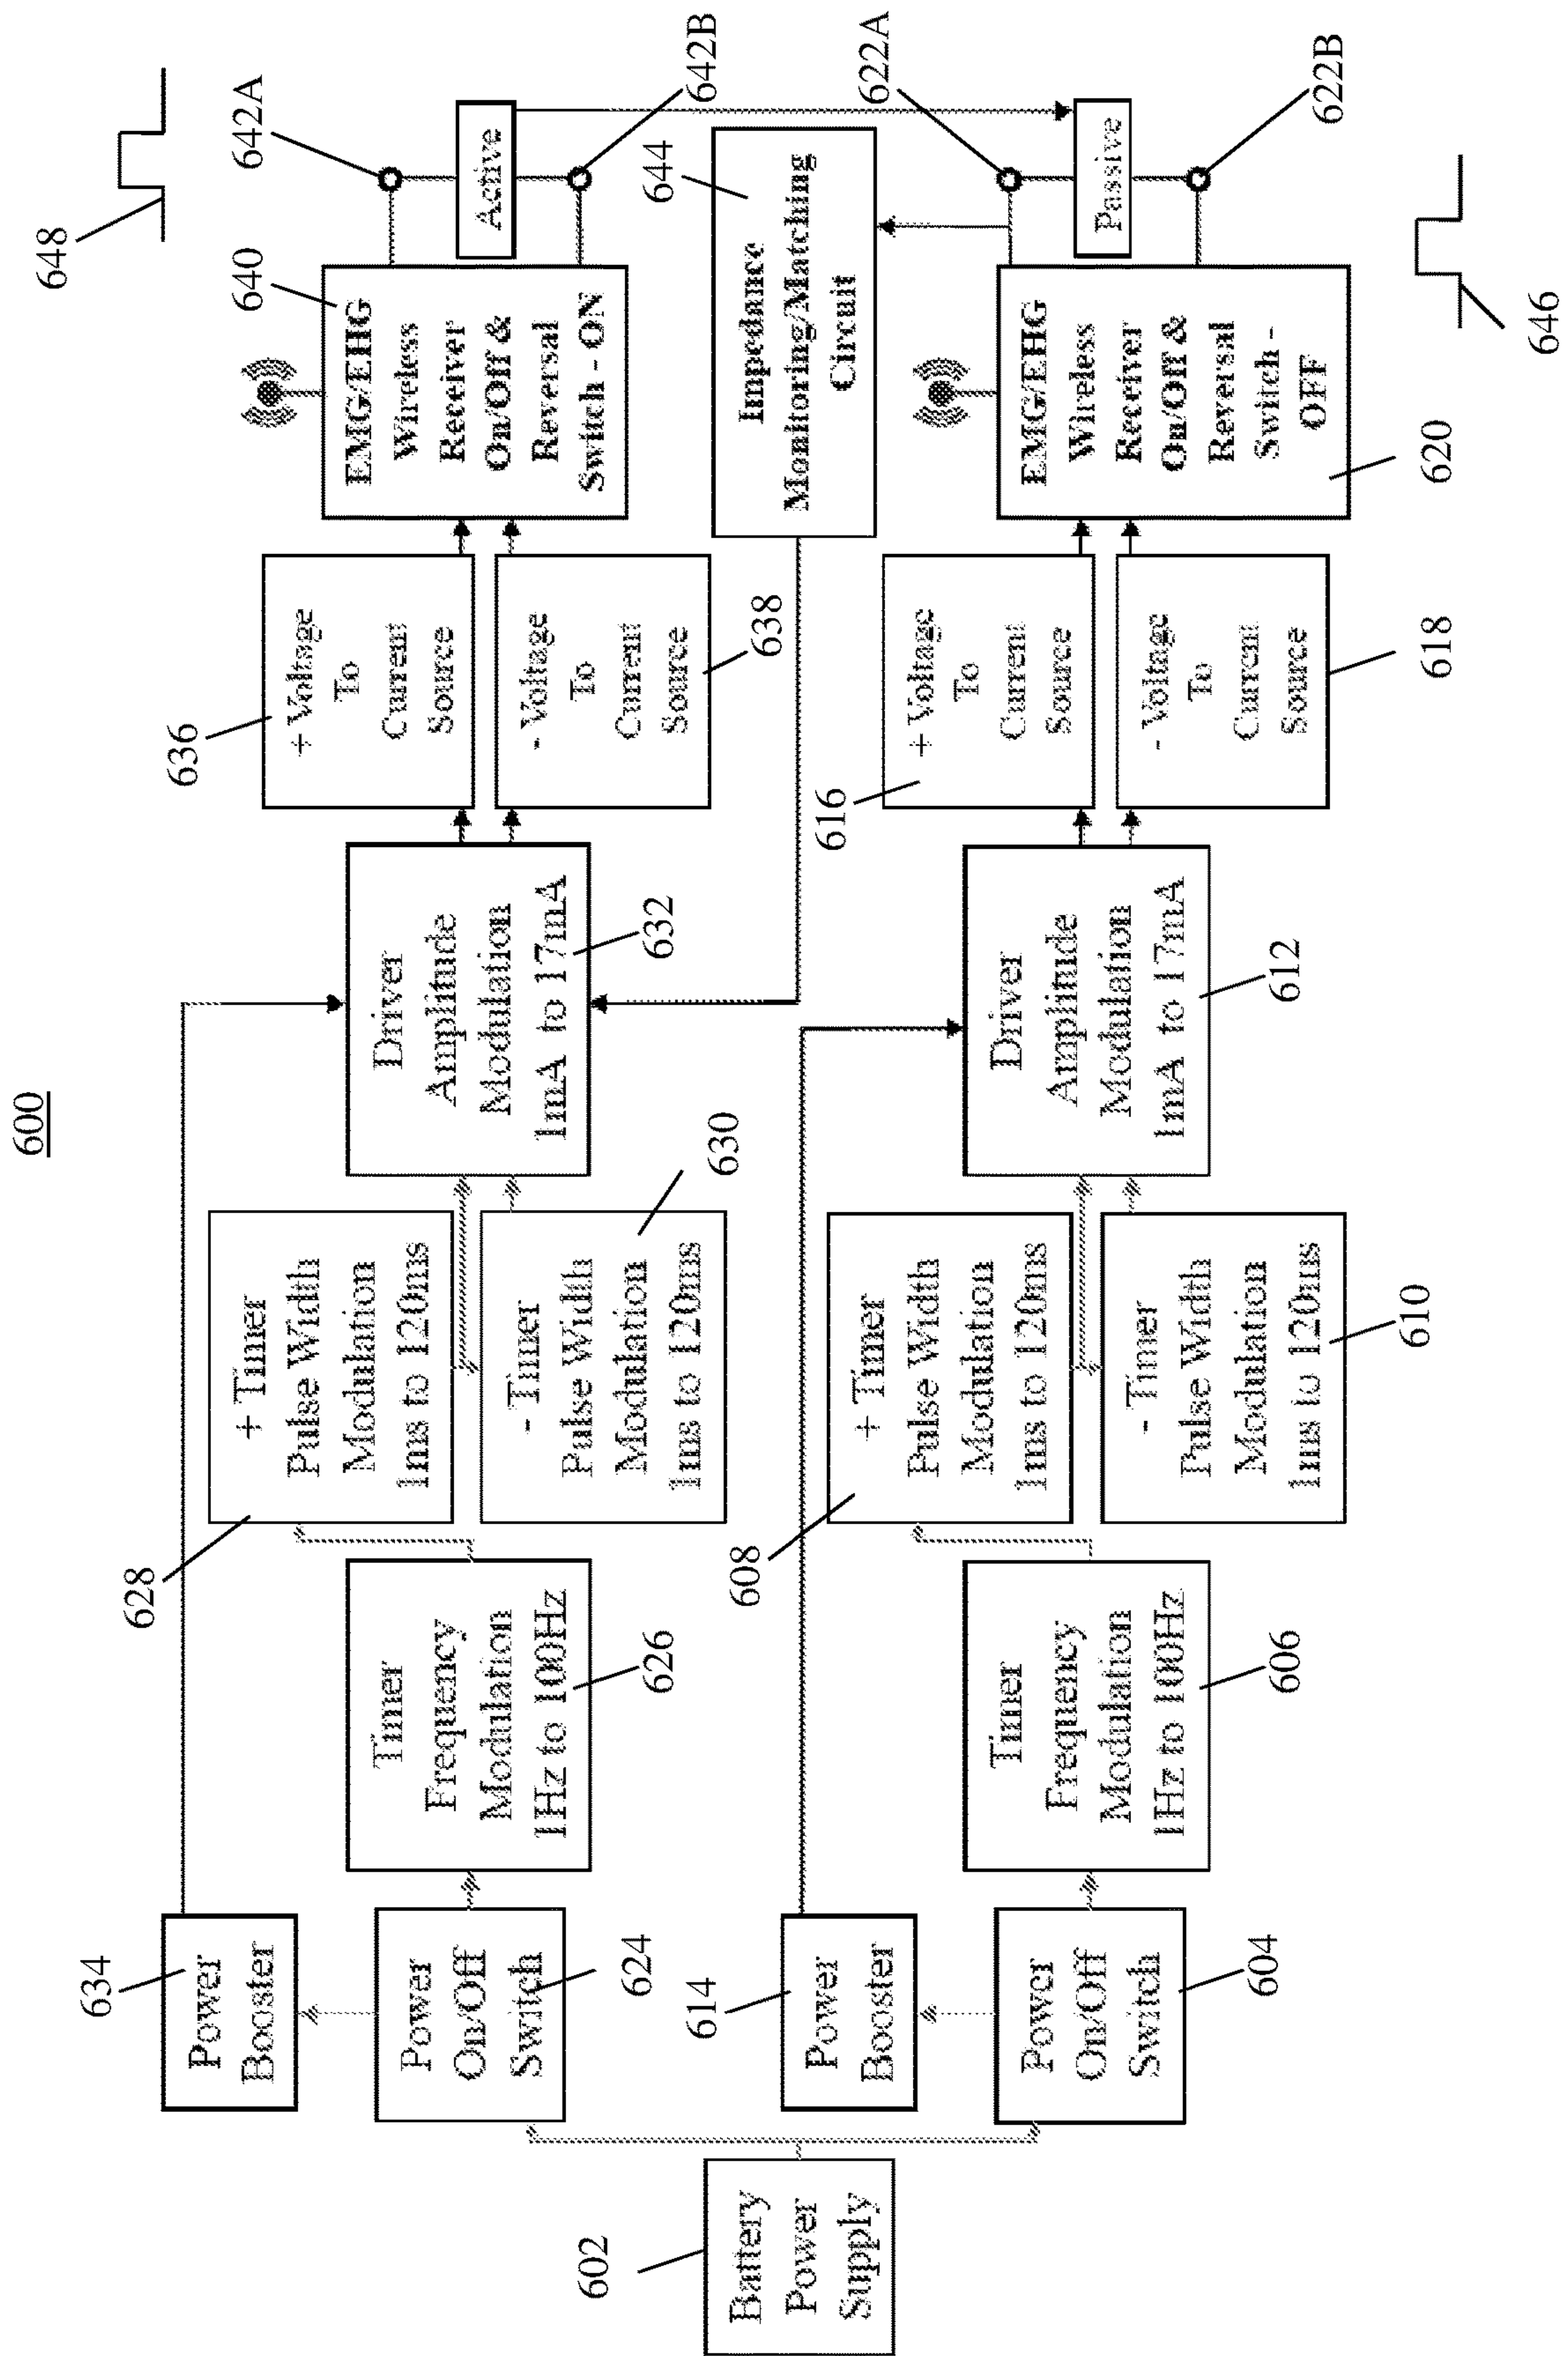 600
602
Battery
Power
Supply
634
Power
Booster
Power
On/Off
Switch
624
Timer
Frequency
Modulation
1Hz to 100Hz
626
628
+ Timer
Pulse Width
Modulation
1ms to 120ms
- Timer
Pulse Width
Modulation
1ms to 120ms
630
Driver
Amplitude
Modulation
1mA to 17mA
632
636
+ Voltage
To
Current
Source
- Voltage
To
Current
Source
638
640
EMG/EHG
Wireless
Receiver
On/Off &
Reversal
Switch - ON
642A
Active
642B
648
644
Impedance
Monitoring/Matching
Circuit
614
Power
Booster
Power
On/Off
Switch
604
Timer
Frequency
Modulation
1Hz to 100Hz
606
608
+ Timer
Pulse Width
Modulation
1ms to 120ms
- Timer
Pulse Width
Modulation
1ms to 120ms
610
Driver
Amplitude
Modulation
1mA to 17mA
612
616
+ Voltage
To
Current
Source
- Voltage
To
Current
Source
618
EMG/EHG
Wireless
Receiver
On/Off &
Reversal
Switch -
OFF
620
622A
Passive
622B
646